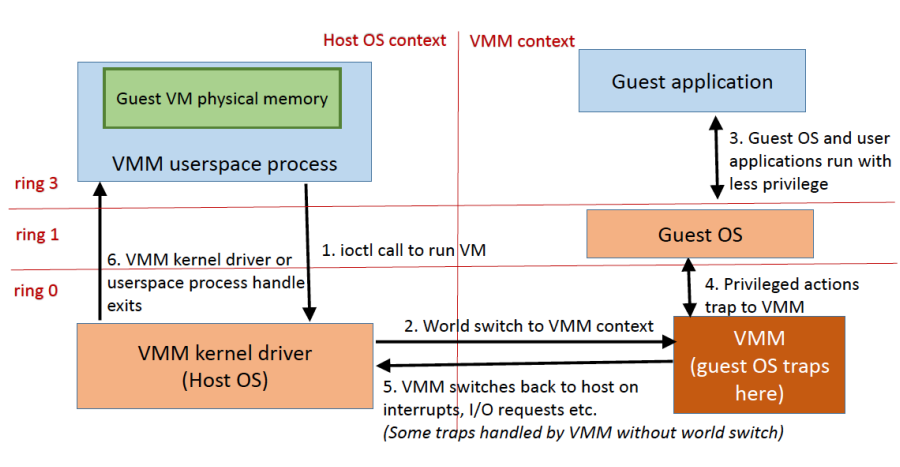 Host OS context
VMM context
Guest VM physical memory
VMM userspace process
Guest application
3. Guest OS and user
applications run with
less privilege
ring 3
ring 1
Guest OS
1. ioctl call to run VM
6. VMM kernel driver or
userspace process handle
exits
ring 0
4. Privileged actions
trap to VMM
2. World switch to VMM context
VMM kernel driver
(Host OS)
VMM
(guest OS traps
here)
5. VMM switches back to host on
interrupts, I/O requests etc.
(Some traps handled by VMM without world switch)